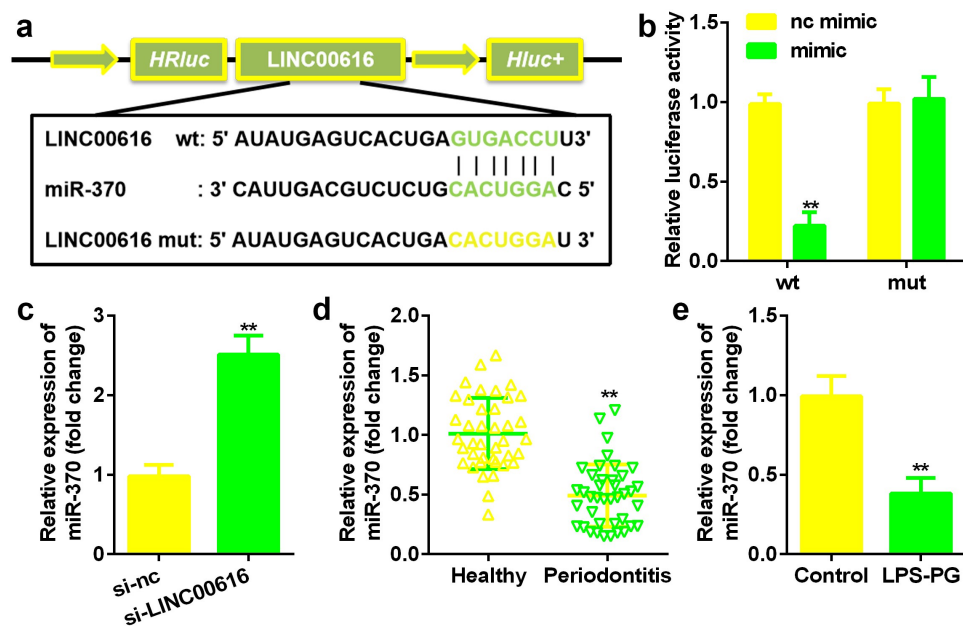 a
HRluc LINC00616 Hluc+
LINC00616 wt: 5' AUAUGAGUCACUGAGUGACCUU3'
miR-370 : 3' CAUUGACGUCUCUGCACUGGAC 5'
LINC00616 mut: 5' AUAUGAGUCACUGACACUGGAU 3'
b
Relative luciferase activity
1.5
1.0
0.5
0.0
nc mimic
mimic
**
wt mut
c
Relative expression of
miR-370 (fold change)
3
2
1
0
**
si-nc
si-LINC00616
d
Relative expression of
miR-370 (fold change)
2.0
1.5
1.0
0.5
0.0
**
Healthy Periodontitis
e
Relative expression of
miR-370 (fold change)
1.5
1.0
0.5
0.0
**
Control LPS-PG